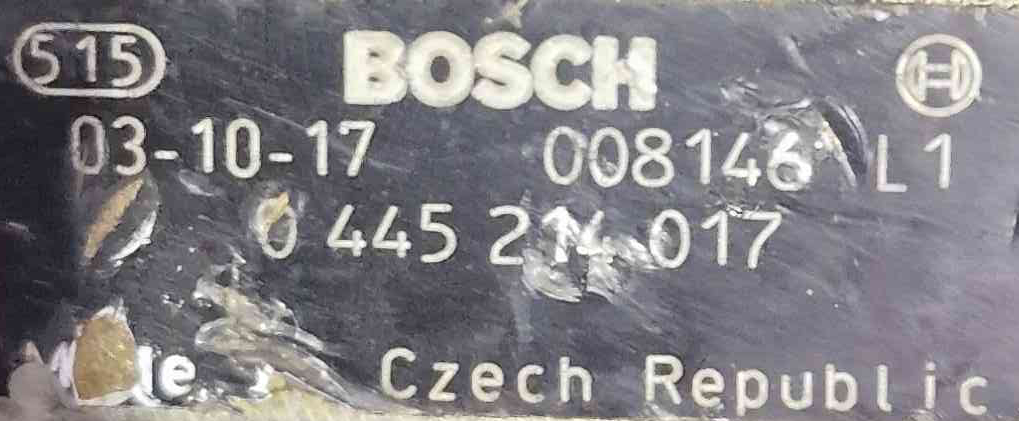 515 BOSCH
03-10-17 008146 L1
0 445 214 017
Czech Republic